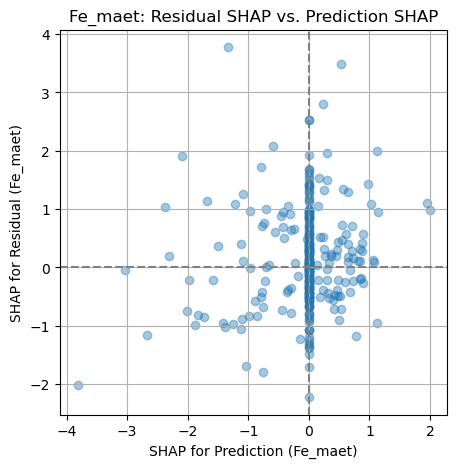 Fe_maet: Residual SHAP vs. Prediction SHAP
SHAP for Residual (Fe_maet)
4
3
2
1
0
−1
−2
−4 −3 −2 −1 0 1 2
SHAP for Prediction (Fe_maet)